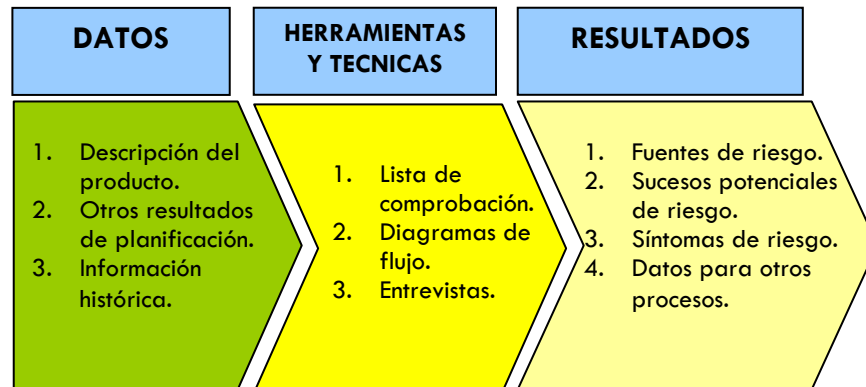 DATOS
1. Descripción del
producto.
2. Otros resultados
de planificación.
3. Información
histórica.
HERRAMIENTAS
Y TECNICAS
1. Lista de
comprobación.
2. Diagramas de
flujo.
3. Entrevistas.
RESULTADOS
1. Fuentes de riesgo.
2. Sucesos potenciales
de riesgo.
3. Síntomas de riesgo.
4. Datos para otros
procesos.